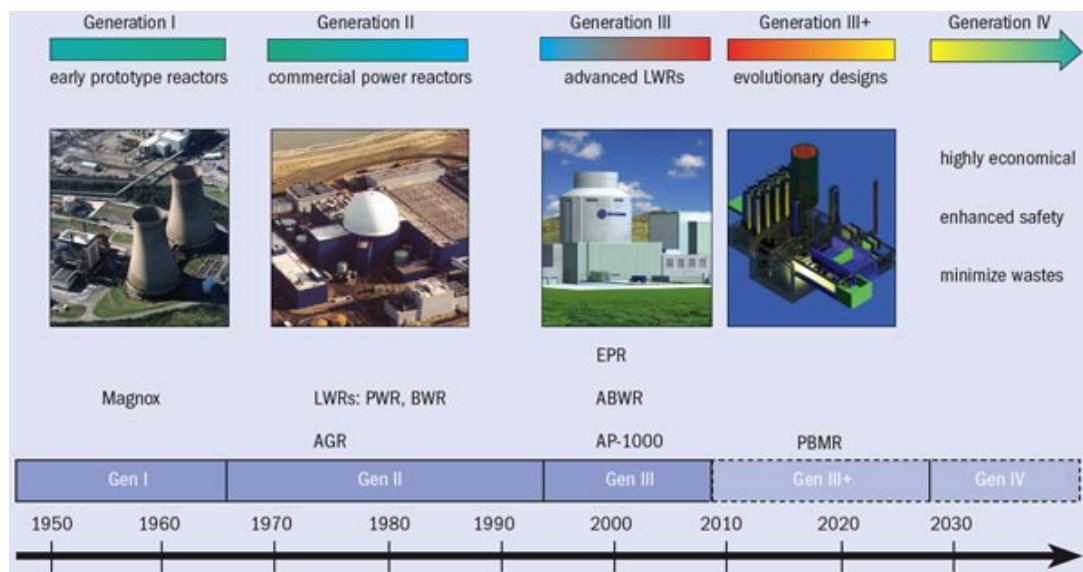 Generation I
Generation II
Generation III
Generation III+
Generation IV
early prototype reactors
commercial power reactors
advanced LWRs
evolutionary designs
highly economical
enhanced safety
minimize wastes
EPR
Magnox
LWRs: PWR, BWR
ABWR
AGR
AP-1000
PBMR
Gen I
Gen II
Gen III
Gen III+
Gen IV
1950
1960
1970
1980
1990
2000
2010
2020
2030